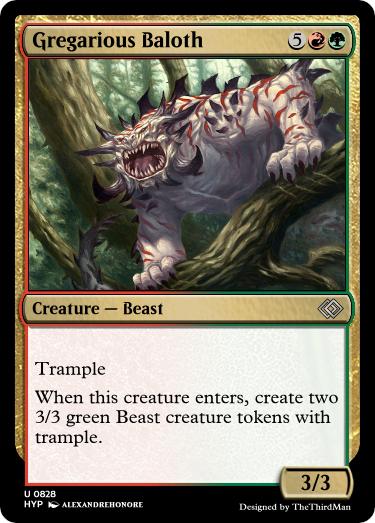 Gregarious Baloth 5
Creature — Beast
Trample
When this creature enters, create two
3/3 green Beast creature tokens with
trample.
3/3
U 0828
HYP ALEXANDREHONORE
Designed by TheThirdMan